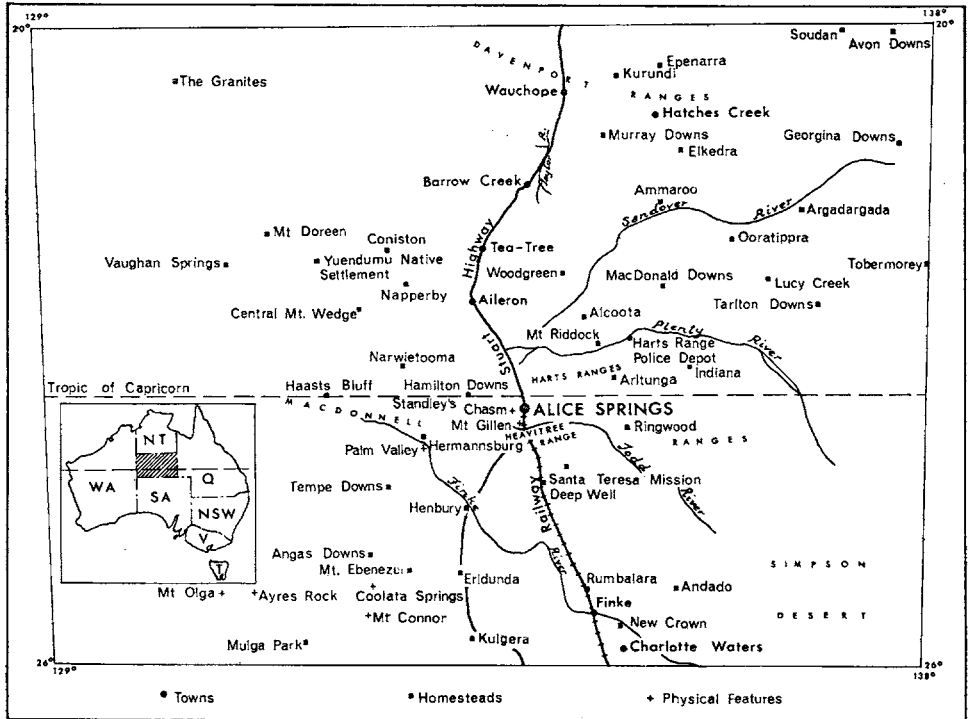 129° 138°
20° 20°
Soudan
Avon Downs
DAVENPORT
The Granites
Epenarra
Kurundi
Wauchope
RANGES
Hatches Creek
Taylor R.
Murray Downs
Georgina Downs
Elkedra
Barrow Creek
Ammaroo
Sandover River
Argadargada
Mt Doreen
Coniston
Tea-Tree
Ooratippra
Highway
Vaughan Springs
Yuendumu Native
Settlement
Woodgreen
MacDonald Downs
Tobermorey
Lucy Creek
Napperby
Aileron
Tarlton Downs
Central Mt. Wedge
Alcoota
Stuart
Mt Riddock
Plenty River
Harts Range
Police Depot
Narwietooma
HARTS RANGES
Indiana
Arltunga
Tropic of Capricorn
Haasts Bluff
Hamilton Downs
MACDONNELL
Standley's
Chasm
ALICE SPRINGS
Mt Gillen
HEAVITREE
RANGE
Ringwood
RANGES
Palm Valley
Hermannsburg
Todd River
NT
WA
Q
SA
NSW
V
T
Tempe Downs
Finke River
Railway
Santa Teresa Mission
Deep Well
Henbury
Angas Downs
Mt. Ebenezer
Erldunda
SIMPSON
Mt Olga
Ayres Rock
Coolata Springs
Rumbalara
Andado
Finke
Mt Connor
DESERT
New Crown
Mulga Park
Kulgera
Charlotte Waters
26° 26°
129° 138°
Towns
Homesteads
Physical Features